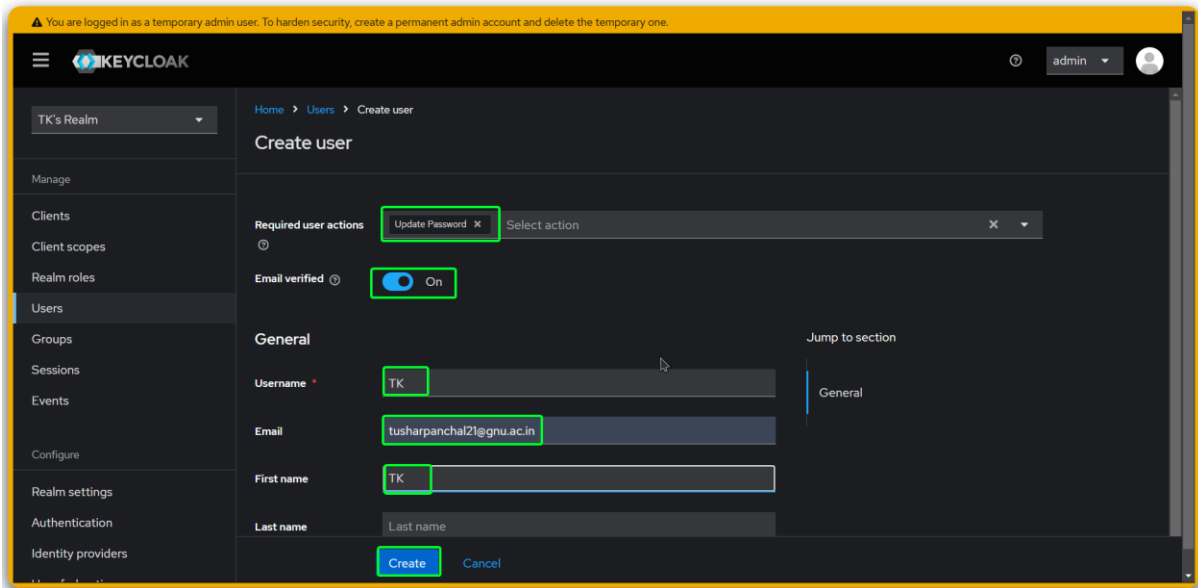 You are logged in as a temporary admin user. To harden security, create a permanent admin account and delete the temporary one.
KEYCLOAK
admin
TK's Realm
Manage
Clients
Client scopes
Realm roles
Users
Groups
Sessions
Events
Configure
Realm settings
Authentication
Identity providers
Home > Users > Create user
Create user
Required user actions
Update Password
Select action
Email verified
On
General
Username *
TK
Email
tusharpanchal21@gnu.ac.in
First name
TK
Last name
Last name
Create
Cancel
Jump to section
General